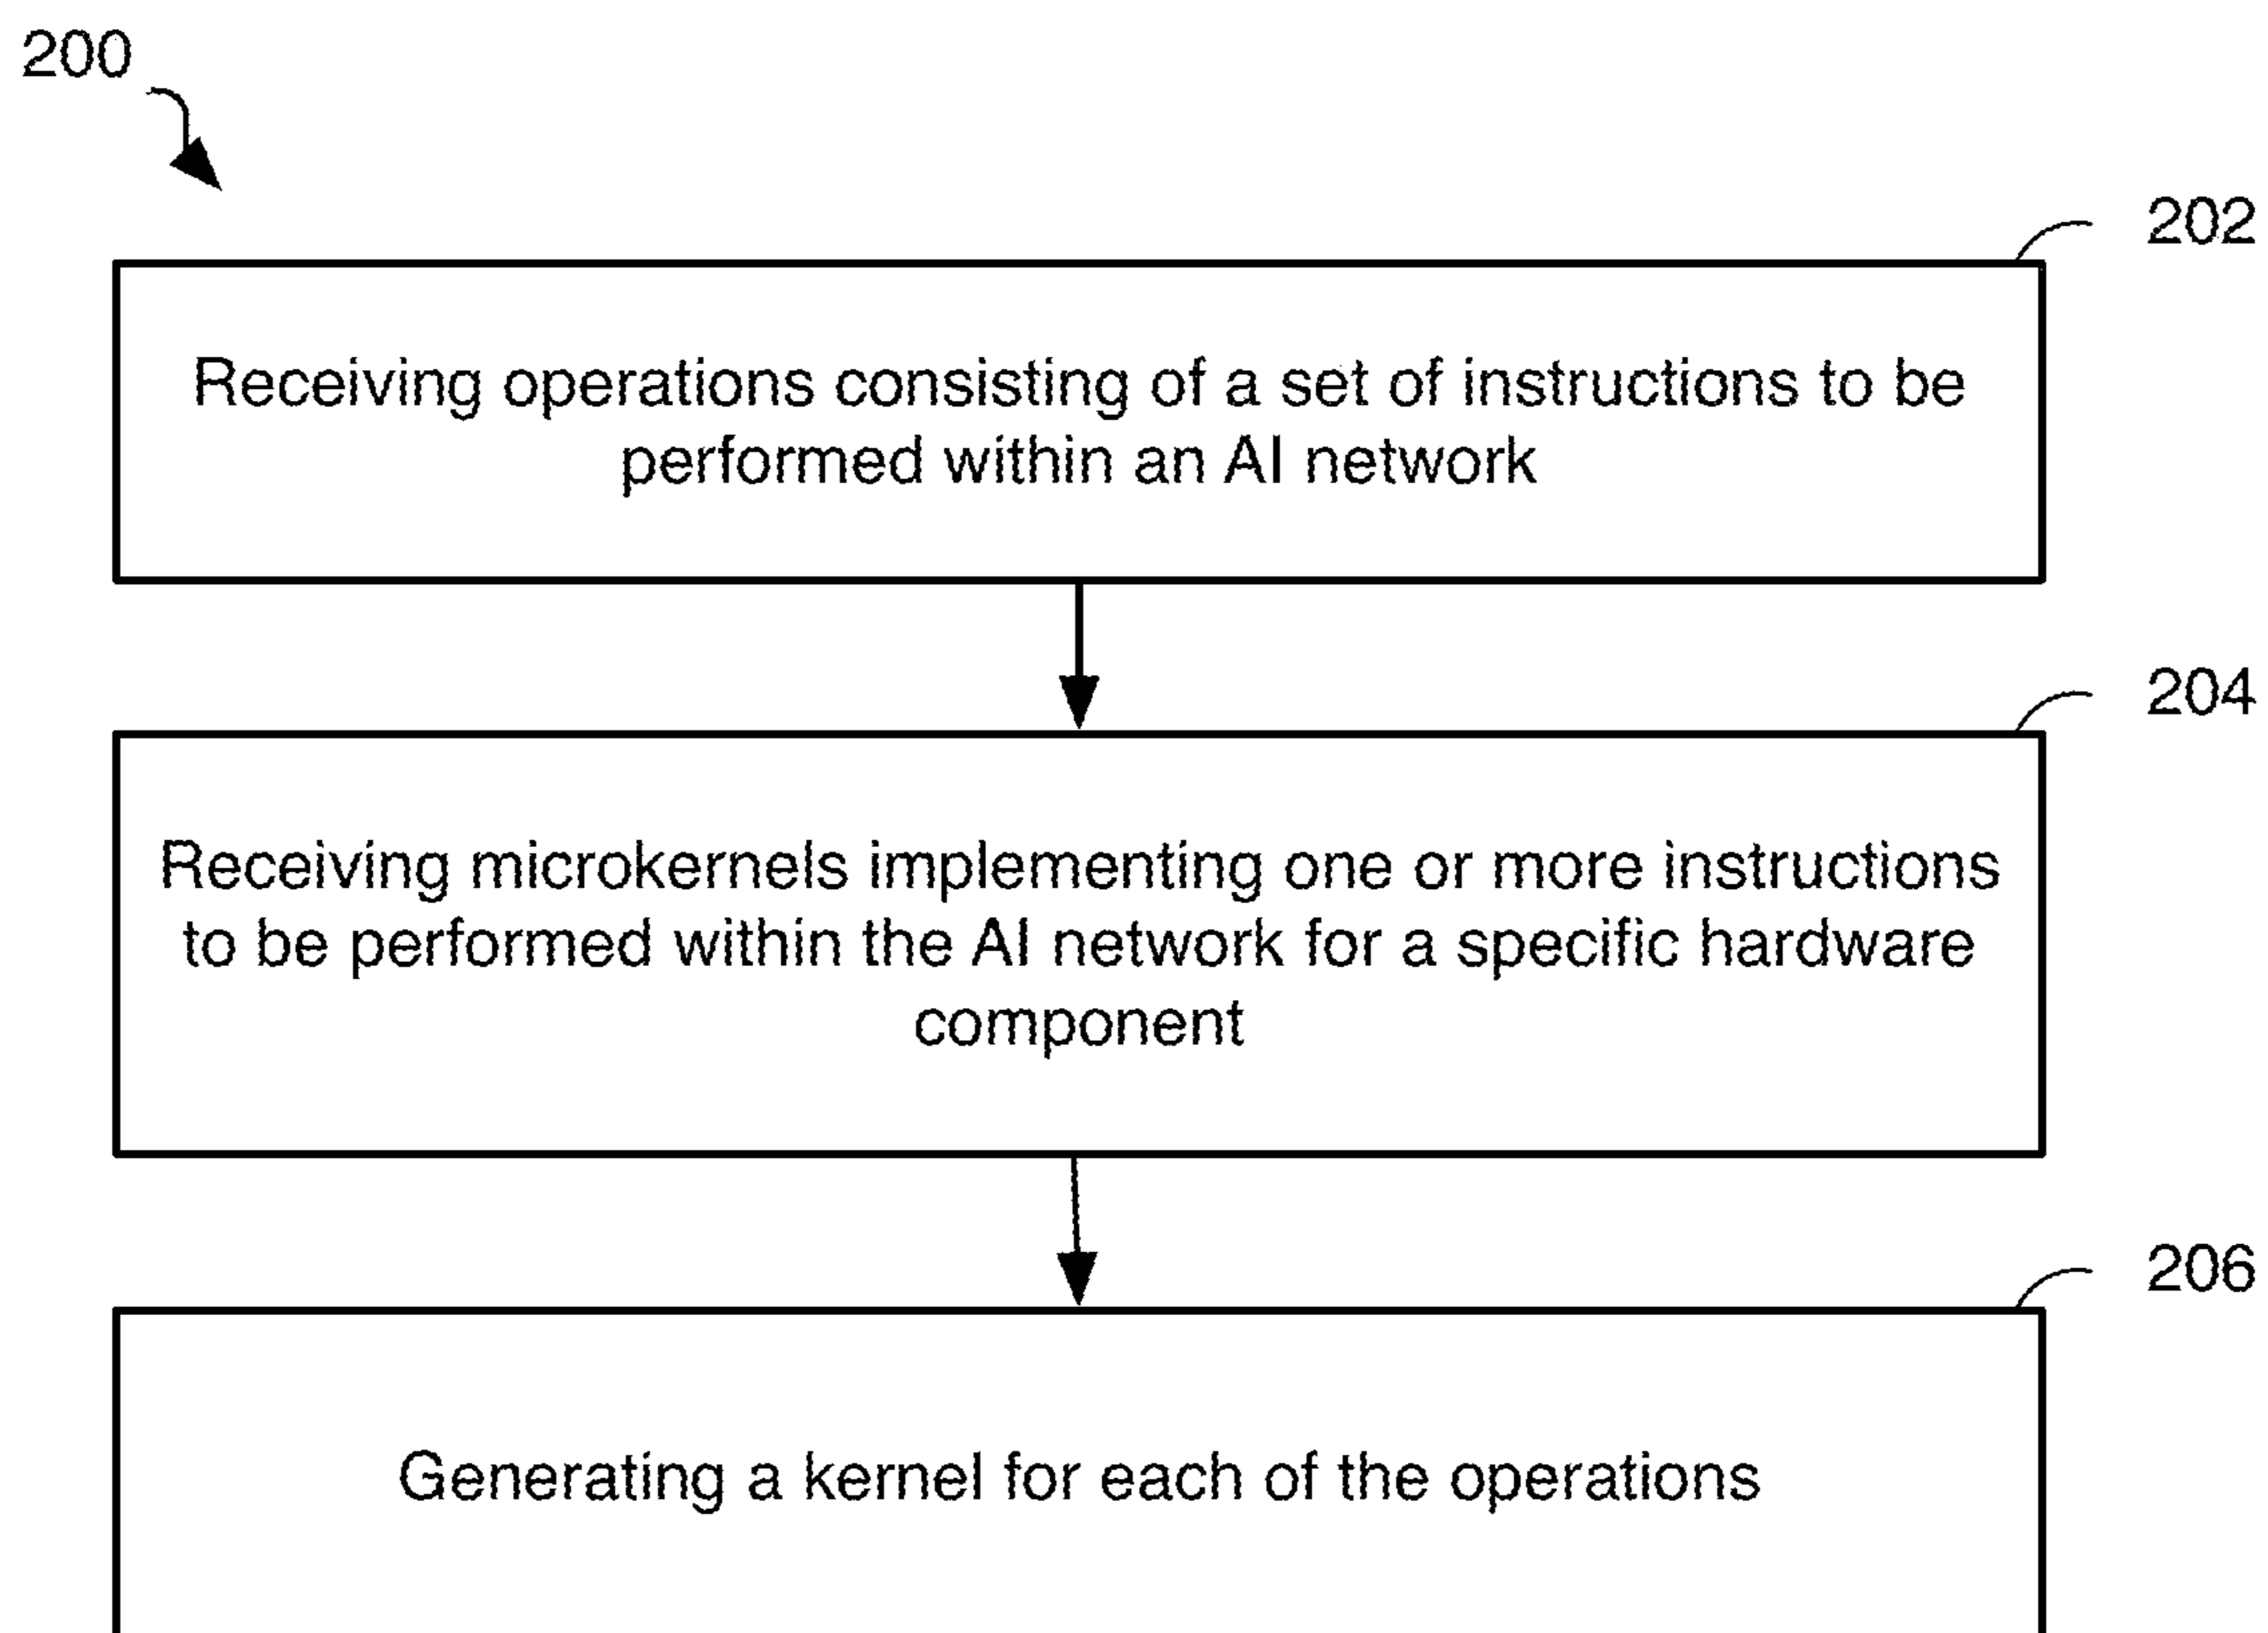 200
202
Receiving operations consisting of a set of instructions to be
performed within an AI network
204
Receiving microkernels implementing one or more instructions
to be performed within the AI network for a specific hardware
component
206
Generating a kernel for each of the operations